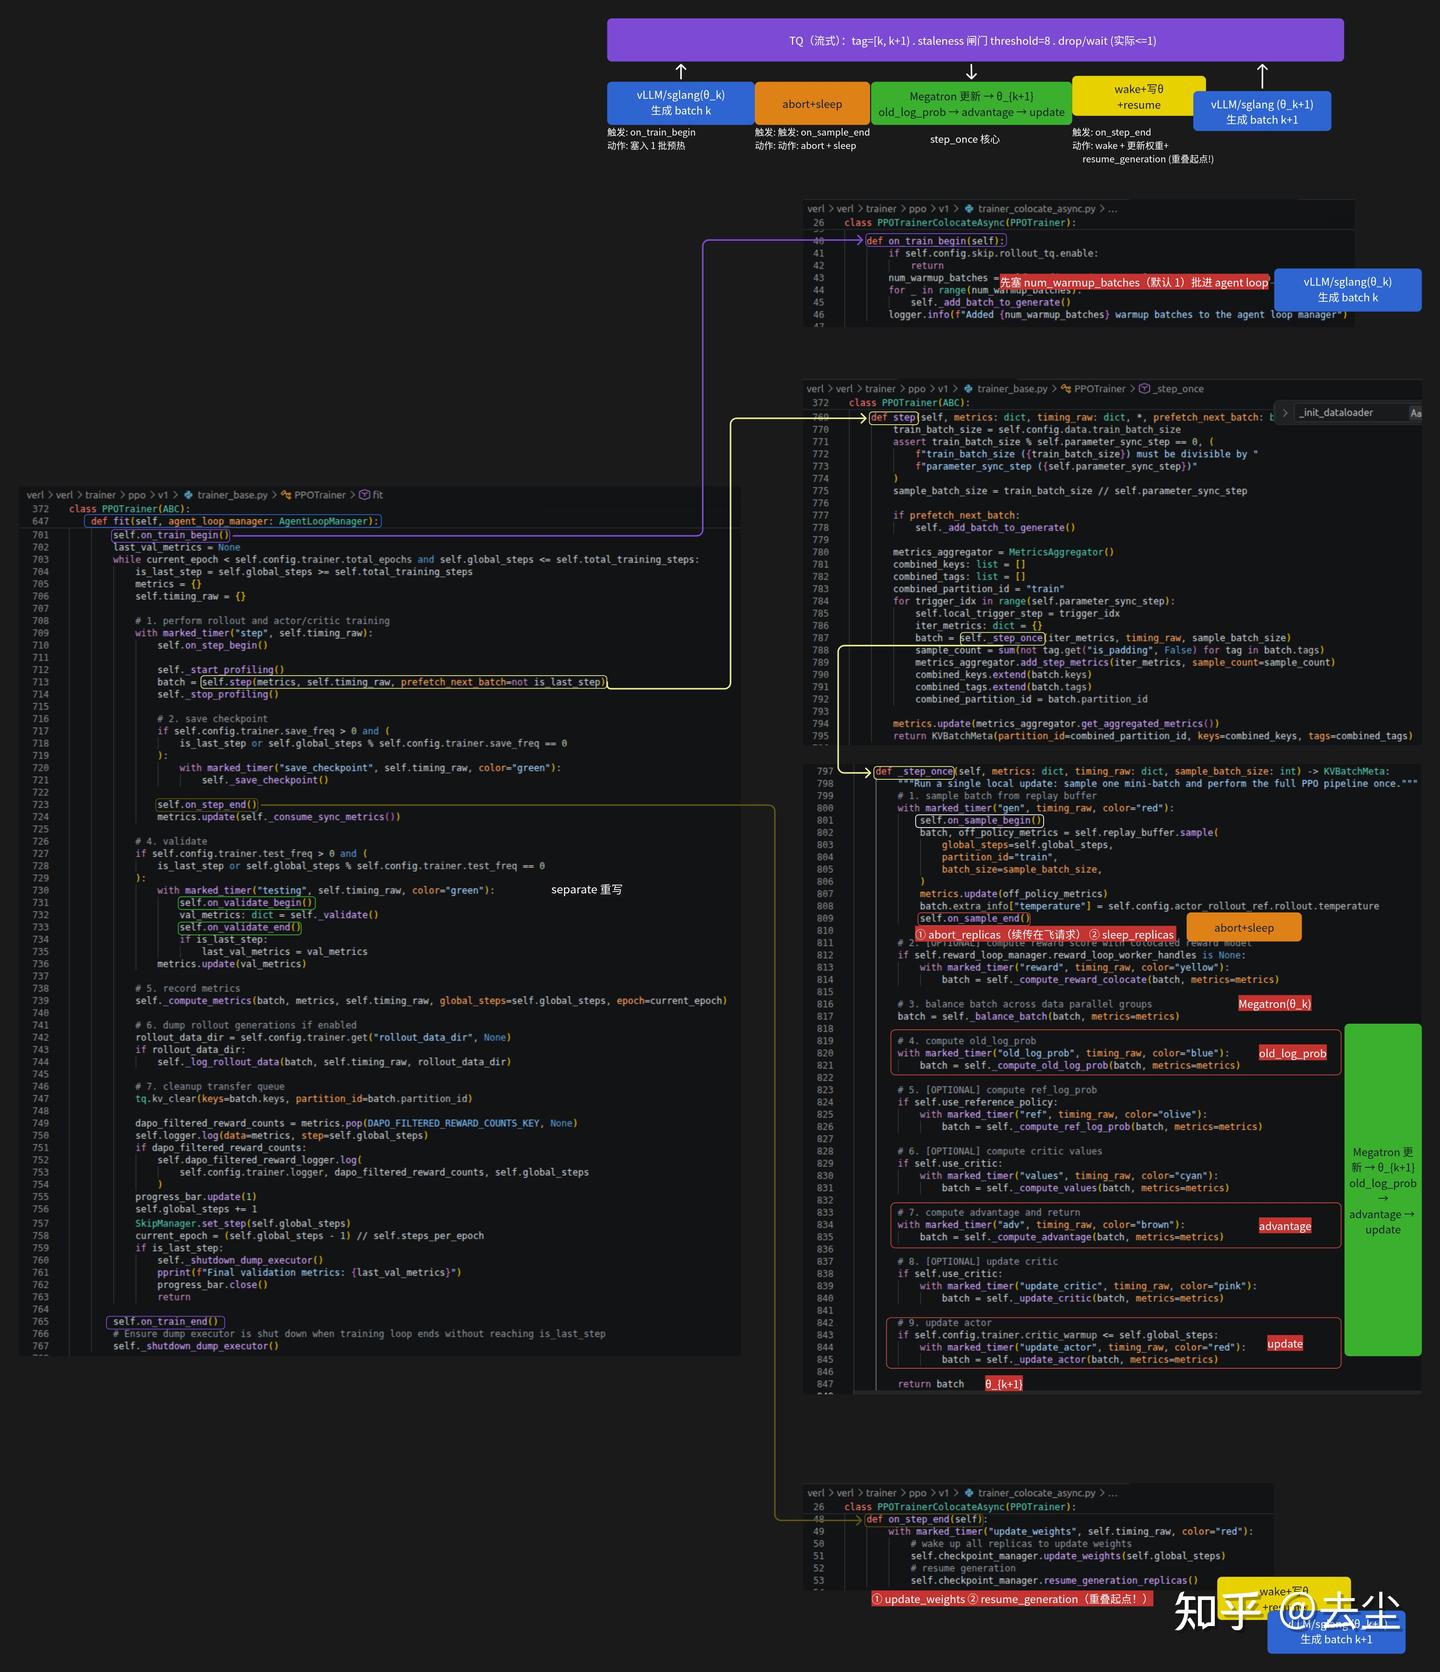 TQ（流式）：tag=[k, k+1) . staleness 闸门 threshold=8 . drop/wait (实际<=1)
vLLM/sglang(θ_k)
生成 batch k
abort+sleep
Megatron 更新 → θ_{k+1}
old_log_prob → advantage → update
wake+写θ
+resume
vLLM/sglang (θ_k+1)
生成 batch k+1
触发: on_train_begin
动作: 塞入 1 批预热
触发: 触发: on_sample_end
动作: 动作: abort + sleep
step_once 核心
触发: on_step_end
动作: wake + 更新权重+
resume_generation (重叠起点!)
verl > verl > trainer > ppo > v1 > trainer_colocate_async.py > ...
26 class PPOTrainerColocateAsync(PPOTrainer):
40 def on_train_begin(self):
41 if self.config.skip.rollout_tq.enable:
42 return
43 num_warmup_batches =
先塞 num_warmup_batches（默认 1）批进 agent loop
44 for _ in range(num_warmup_batches):
45 self._add_batch_to_generate()
46 logger.info(f"Added {num_warmup_batches} warmup batches to the agent loop manager")
47
vLLM/sglang(θ_k)
生成 batch k
verl > verl > trainer > ppo > v1 > trainer_base.py > PPOTrainer > _step_once
372 class PPOTrainer(ABC):
_init_dataloader
Aa
769 def step(self, metrics: dict, timing_raw: dict, *, prefetch_next_batch: b
770 train_batch_size = self.config.data.train_batch_size
771 assert train_batch_size % self.parameter_sync_step == 0, (
772 f"train_batch_size ({train_batch_size}) must be divisible by "
773 f"parameter_sync_step ({self.parameter_sync_step})"
774 )
775 sample_batch_size = train_batch_size // self.parameter_sync_step
776
777 if prefetch_next_batch:
778 self._add_batch_to_generate()
779
780 metrics_aggregator = MetricsAggregator()
781 combined_keys: list = []
782 combined_tags: list = []
783 combined_partition_id = "train"
784 for trigger_idx in range(self.parameter_sync_step):
785 self.local_trigger_step = trigger_idx
786 iter_metrics: dict = {}
787 batch = self._step_once(iter_metrics, timing_raw, sample_batch_size)
788 sample_count = sum(not tag.get("is_padding", False) for tag in batch.tags)
789 metrics_aggregator.add_step_metrics(iter_metrics, sample_count=sample_count)
790 combined_keys.extend(batch.keys)
791 combined_tags.extend(batch.tags)
792 combined_partition_id = batch.partition_id
793
794 metrics.update(metrics_aggregator.get_aggregated_metrics())
795 return KVBatchMeta(partition_id=combined_partition_id, keys=combined_keys, tags=combined_tags)
verl > verl > trainer > ppo > v1 > trainer_base.py > PPOTrainer > fit
372 class PPOTrainer(ABC):
647 def fit(self, agent_loop_manager: AgentLoopManager):
701 self.on_train_begin()
702 last_val_metrics = None
703 while current_epoch < self.config.trainer.total_epochs and self.global_steps <= self.total_training_steps:
704 is_last_step = self.global_steps >= self.total_training_steps
705 metrics = {}
706 self.timing_raw = {}
707
708 # 1. perform rollout and actor/critic training
709 with marked_timer("step", self.timing_raw):
710 self.on_step_begin()
711
712 self._start_profiling()
713 batch = self.step(metrics, self.timing_raw, prefetch_next_batch=not is_last_step)
714 self._stop_profiling()
715
716 # 2. save checkpoint
717 if self.config.trainer.save_freq > 0 and (
718 is_last_step or self.global_steps % self.config.trainer.save_freq == 0
719 ):
720 with marked_timer("save_checkpoint", self.timing_raw, color="green"):
721 self._save_checkpoint()
722
723 self.on_step_end()
724 metrics.update(self._consume_sync_metrics())
725
726 # 4. validate
727 if self.config.trainer.test_freq > 0 and (
728 is_last_step or self.global_steps % self.config.trainer.test_freq == 0
729 ):
730 with marked_timer("testing", self.timing_raw, color="green"):
separate 重写
731 self.on_validate_begin()
732 val_metrics: dict = self._validate()
733 self.on_validate_end()
734 if is_last_step:
735 last_val_metrics = val_metrics
736 metrics.update(val_metrics)
737
738 # 5. record metrics
739 self._compute_metrics(batch, metrics, self.timing_raw, global_steps=self.global_steps, epoch=current_epoch)
740
741 # 6. dump rollout generations if enabled
742 rollout_data_dir = self.config.trainer.get("rollout_data_dir", None)
743 if rollout_data_dir:
744 self._log_rollout_data(batch, self.timing_raw, rollout_data_dir)
745
746 # 7. cleanup transfer queue
747 tq.kv_clear(keys=batch.keys, partition_id=batch.partition_id)
748
749 dapo_filtered_reward_counts = metrics.pop(DAPO_FILTERED_REWARD_COUNTS_KEY, None)
750 self.logger.log(data=metrics, step=self.global_steps)
751 if dapo_filtered_reward_counts:
752 self.dapo_filtered_reward_logger.log(
753 self.config.trainer.logger, dapo_filtered_reward_counts, self.global_steps
754 )
755 progress_bar.update(1)
756 self.global_steps += 1
757 SkipManager.set_step(self.global_steps)
758 current_epoch = (self.global_steps - 1) // self.steps_per_epoch
759 if is_last_step:
760 self._shutdown_dump_executor()
761 pprint(f"Final validation metrics: {last_val_metrics}")
762 progress_bar.close()
763 return
764
765 self.on_train_end()
766 # Ensure dump executor is shut down when training loop ends without reaching is_last_step
767 self._shutdown_dump_executor()
797 def _step_once(self, metrics: dict, timing_raw: dict, sample_batch_size: int) -> KVBatchMeta:
798 """Run a single local update: sample one mini-batch and perform the full PPO pipeline once."""
799 # 1. sample batch from replay buffer
800 with marked_timer("gen", timing_raw, color="red"):
801 self.on_sample_begin()
802 batch, off_policy_metrics = self.replay_buffer.sample(
803 global_steps=self.global_steps,
804 partition_id="train",
805 batch_size=sample_batch_size,
806 )
807 metrics.update(off_policy_metrics)
808 batch.extra_info["temperature"] = self.config.actor_rollout_ref.rollout.temperature
809 self.on_sample_end()
① abort_replicas（续传在飞请求） ② sleep_replicas
abort+sleep
811 # 2. [OPTIONAL] compute reward score with colocated reward model
812 if self.reward_loop_manager.reward_loop_worker_handles is None:
813 with marked_timer("reward", timing_raw, color="yellow"):
814 batch = self._compute_reward_colocate(batch, metrics=metrics)
815
816 # 3. balance batch across data parallel groups
Megatron(θ_k)
817 batch = self._balance_batch(batch, metrics=metrics)
818
819 # 4. compute old_log_prob
820 with marked_timer("old_log_prob", timing_raw, color="blue"):
old_log_prob
821 batch = self._compute_old_log_prob(batch, metrics=metrics)
822
823 # 5. [OPTIONAL] compute ref_log_prob
824 if self.use_reference_policy:
825 with marked_timer("ref", timing_raw, color="olive"):
826 batch = self._compute_ref_log_prob(batch, metrics=metrics)
827
828 # 6. [OPTIONAL] compute critic values
829 if self.use_critic:
830 with marked_timer("values", timing_raw, color="cyan"):
831 batch = self._compute_values(batch, metrics=metrics)
832
833 # 7. compute advantage and return
834 with marked_timer("adv", timing_raw, color="brown"):
advantage
835 batch = self._compute_advantage(batch, metrics=metrics)
836
837 # 8. [OPTIONAL] update critic
838 if self.use_critic:
839 with marked_timer("update_critic", timing_raw, color="pink"):
840 batch = self._update_critic(batch, metrics=metrics)
841
842 # 9. update actor
843 if self.config.trainer.critic_warmup <= self.global_steps:
844 with marked_timer("update_actor", timing_raw, color="red"):
update
845 batch = self._update_actor(batch, metrics=metrics)
846
847 return batch
θ_{k+1}
Megatron 更
新 → θ_{k+1}
old_log_prob
→
advantage →
update
verl > verl > trainer > ppo > v1 > trainer_colocate_async.py > ...
26 class PPOTrainerColocateAsync(PPOTrainer):
48 def on_step_end(self):
49 with marked_timer("update_weights", self.timing_raw, color="red"):
50 # wake up all replicas to update weights
51 self.checkpoint_manager.update_weights(self.global_steps)
52 # resume generation
53 self.checkpoint_manager.resume_generation_replicas()
① update_weights ② resume_generation（重叠起点！）
wake+写θ
+resume
vLLM/sglang (θ_k+1)
生成 batch k+1
知乎 @去尘